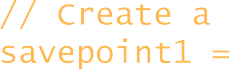 // Create a
savepoint1 =